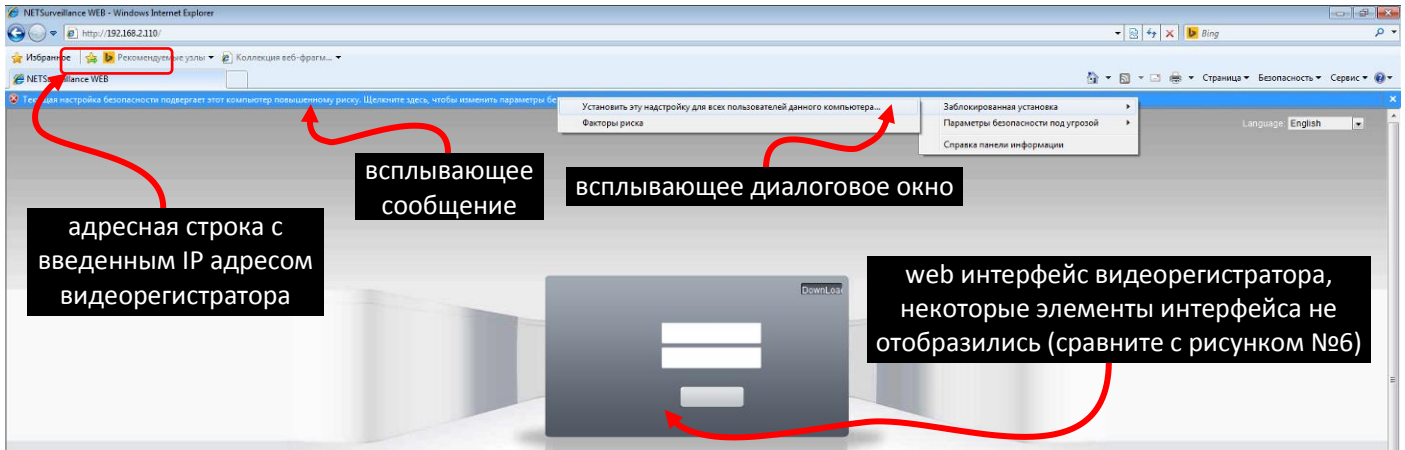 NETSurveillance WEB - Windows Internet Explorer
http://192.168.2.110/
Bing
Избранное
Рекомендуемые узлы
Коллекция веб-фрагм...
NETSurveillance WEB
Страница Безопасность Сервис
Текущая настройка безопасности подвергает этот компьютер повышенному риску. Щелкните здесь, чтобы изменить параметры
Установить эту надстройку для всех пользователей данного компьютера...
Факторы риска
Заблокированная установка
Параметры безопасности под угрозой
Справка панели информации
Language: English
всплывающее
сообщение
всплывающее диалоговое окно
адресная строка с
введенным IP адресом
видеорегистратора
web интерфейс видеорегистратора,
некоторые элементы интерфейса не
отобразились (сравните с рисунком №6)
DownLoa